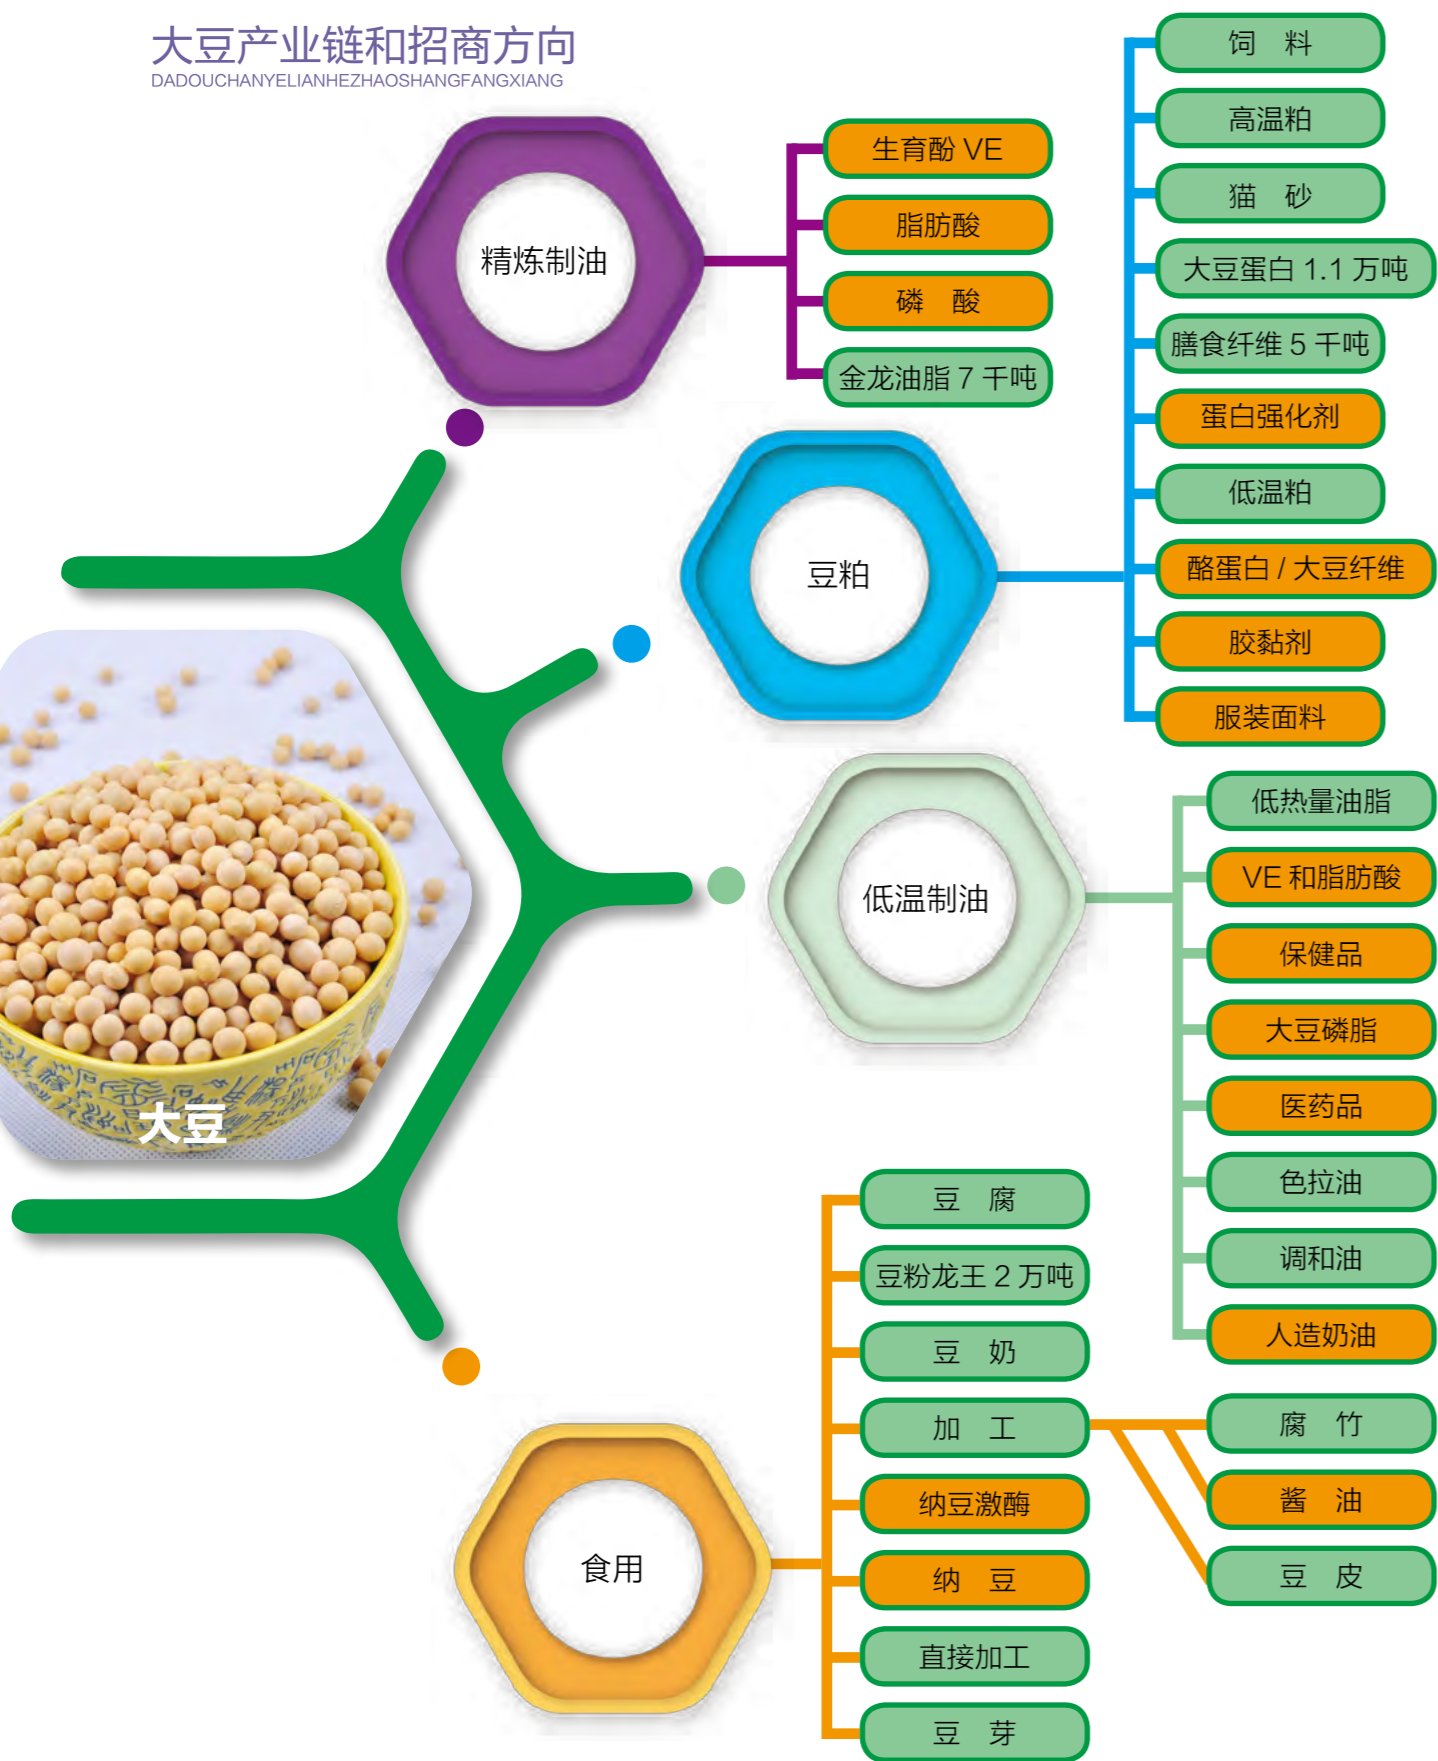 大豆产业链和招商方向
DADOUCHANYELIANHEZHAOSHANGFANGXIANG
精炼制油
生育酚 VE
脂肪酸
磷 酸
金龙油脂 7 千吨
豆粕
饲 料
高温粕
猫 砂
大豆蛋白 1.1 万吨
膳食纤维 5 千吨
蛋白强化剂
低温粕
酪蛋白 / 大豆纤维
胶黏剂
服装面料
低温制油
低热量油脂
VE 和脂肪酸
保健品
大豆磷脂
医药品
色拉油
调和油
人造奶油
大豆
食用
豆 腐
豆粉龙王 2 万吨
豆 奶
加 工
纳豆激酶
纳 豆
直接加工
豆 芽
腐 竹
酱 油
豆 皮